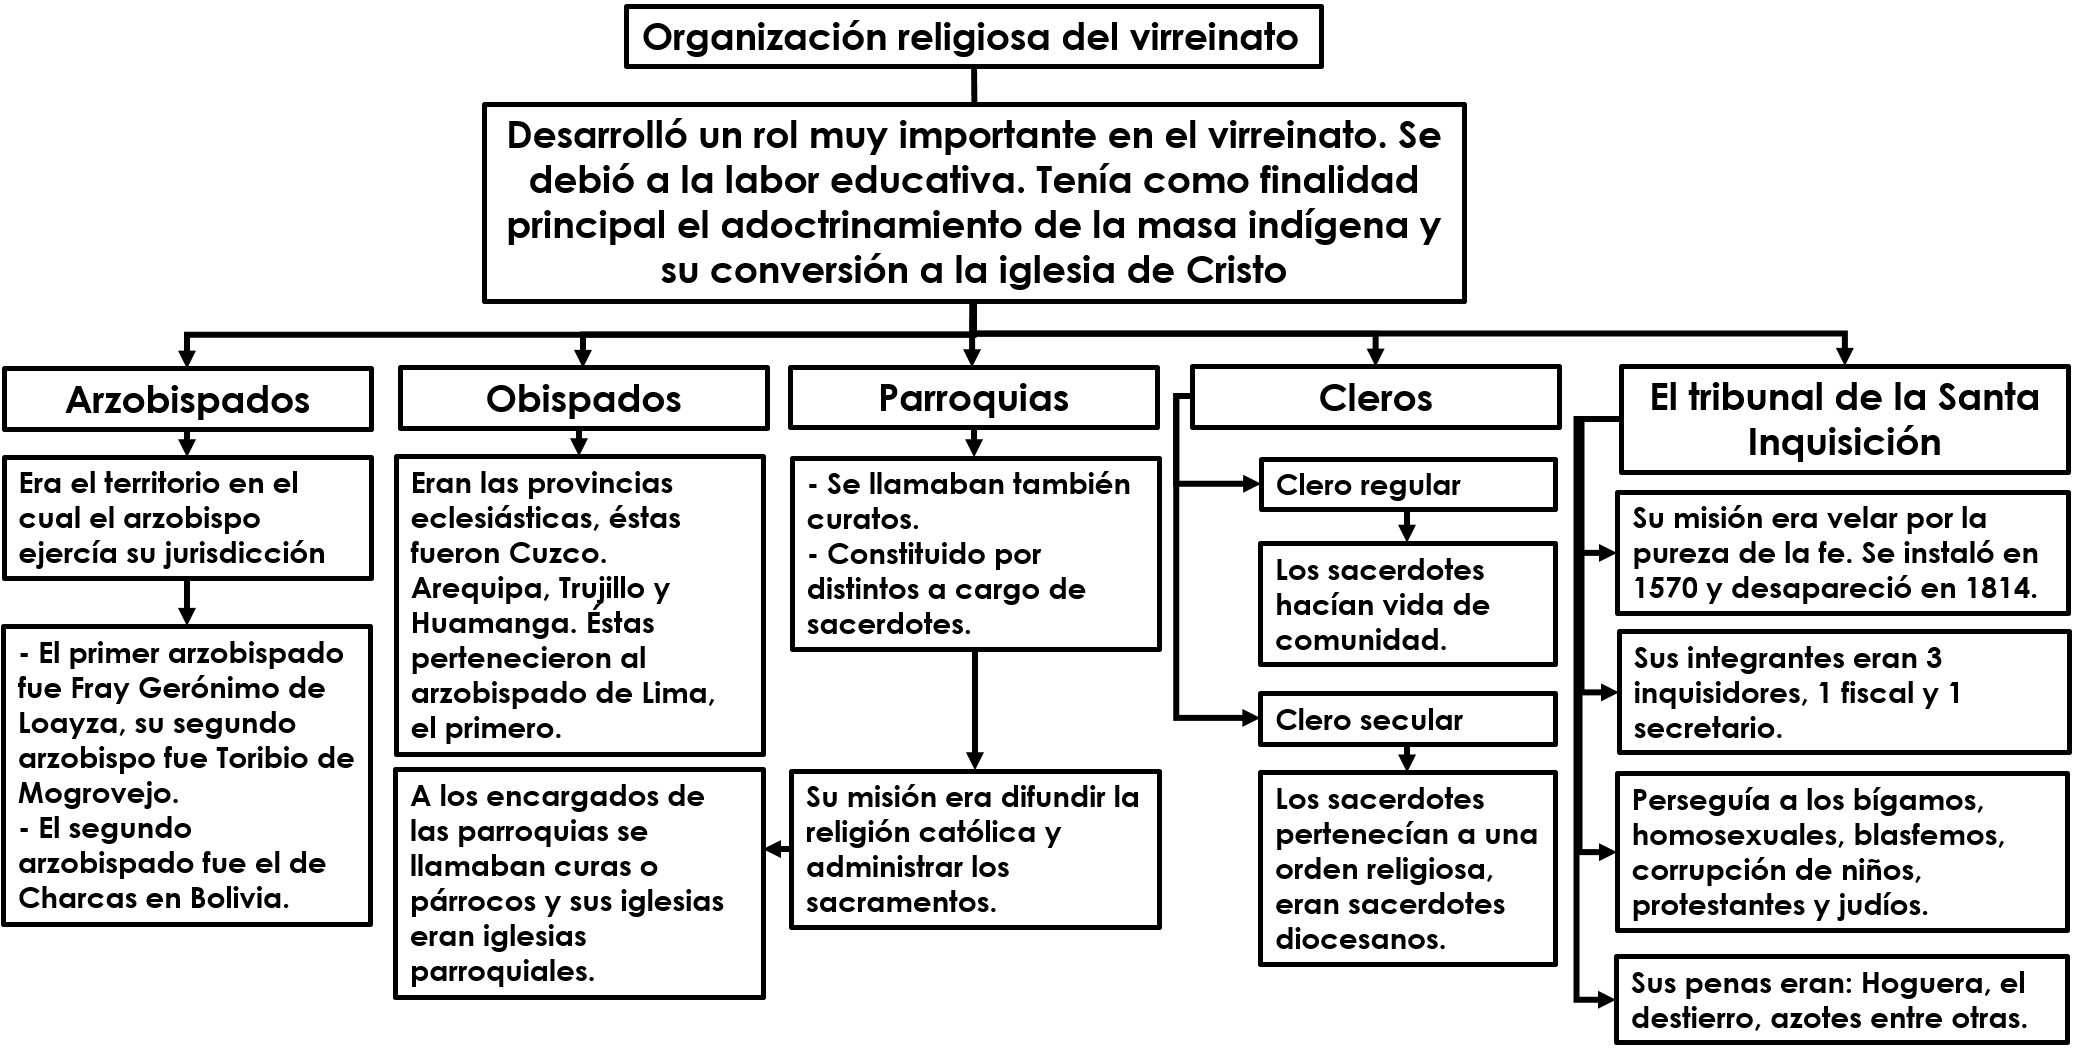 Organización religiosa del virreinato
Desarrolló un rol muy importante en el virreinato. Se
debió a la labor educativa. Tenía como finalidad
principal el adoctrinamiento de la masa indígena y
su conversión a la iglesia de Cristo
Arzobispados
Era el territorio en el
cual el arzobispo
ejercía su jurisdicción
- El primer arzobispado
fue Fray Gerónimo de
Loayza, su segundo
arzobispo fue Toribio de
Mogrovejo.
- El segundo
arzobispado fue el de
Charcas en Bolivia.
Obispados
Eran las provincias
eclesiásticas, éstas
fueron Cuzco.
Arequipa, Trujillo y
Huamanga. Éstas
pertenecieron al
arzobispado de Lima,
el primero.
Parroquias
- Se llamaban también
curatos.
- Constituido por
distintos a cargo de
sacerdotes.
Su misión era difundir la
religión católica y
administrar los
sacramentos.
A los encargados de
las parroquias se
llamaban curas o
párrocos y sus iglesias
eran iglesias
parroquiales.
Cleros
Clero regular
Los sacerdotes
hacían vida de
comunidad.
Clero secular
Los sacerdotes
pertenecían a una
orden religiosa,
eran sacerdotes
diocesanos.
El tribunal de la Santa
Inquisición
Su misión era velar por la
pureza de la fe. Se instaló en
1570 y desapareció en 1814.
Sus integrantes eran 3
inquisidores, 1 fiscal y 1
secretario.
Perseguía a los bígamos,
homosexuales, blasfemos,
corrupción de niños,
protestantes y judíos.
Sus penas eran: Hoguera, el
destierro, azotes entre otras.